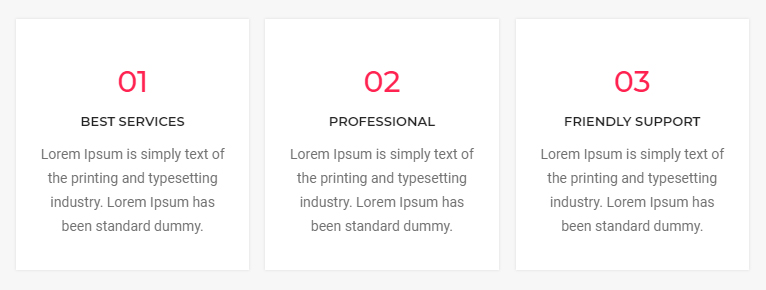 01
BEST SERVICES
Lorem Ipsum is simply text of
the printing and typesetting
industry. Lorem Ipsum has
been standard dummy.
02
PROFESSIONAL
Lorem Ipsum is simply text of
the printing and typesetting
industry. Lorem Ipsum has
been standard dummy.
03
FRIENDLY SUPPORT
Lorem Ipsum is simply text of
the printing and typesetting
industry. Lorem Ipsum has
been standard dummy.